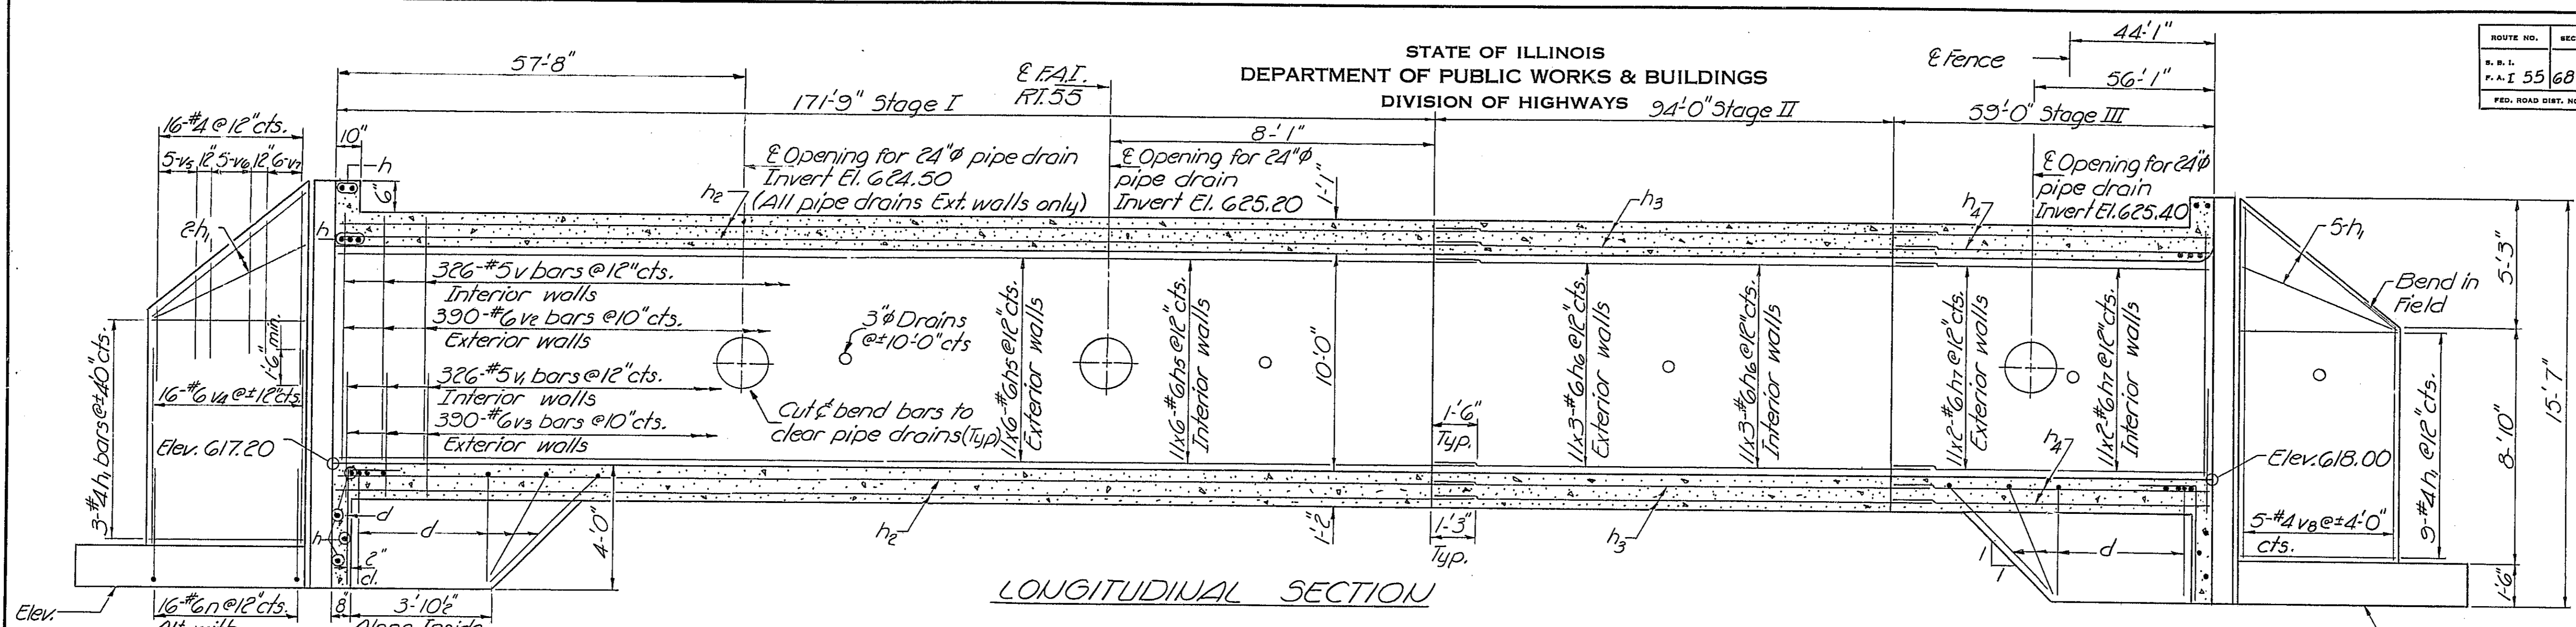 STATE OF ILLINOIS
DEPARTMENT OF PUBLIC WORKS & BUILDINGS
DIVISION OF HIGHWAYS
ROUTE NO.
S. B. I.
F. A. I 55
68
FED. ROAD DIST. NO
57'-8"
℄ F.A.I.
RT. 55
171'-9" Stage I
94'-0" Stage II
59'-0" Stage III
℄ Fence
44'-1"
56'-1"
8'-1"
16-#4 @ 12" cts.
5-v5 12" 5-v6 12" 6-v7
10"
h
6"
℄ Opening for 24"ϕ pipe drain
Invert El. 624.50
(All pipe drains Ext. walls only)
h2
℄ Opening for 24"ϕ
pipe drain
Invert El. 625.20
1'-1"
h3
h4
℄ Opening for 24"ϕ
pipe drain
Invert El. 625.40
2-h1
h
5-h1
5'-3"
Bend in
Field
326-#5 v bars @ 12" cts.
Interior walls
390-#6 v2 bars @ 10" cts.
Exterior walls
3"ϕ Drains
@ ±10'-0" cts
326-#5 v1 bars @ 12" cts.
Interior walls
390-#6 v3 bars @ 10" cts.
Exterior walls
Cut & bend bars to
clear pipe drains (Typ)
11x6-#6 h5 @ 12" cts.
Exterior walls
11x6-#6 h5 @ 12" cts.
Interior walls
10'-0"
1'-6"
Typ.
11x3-#6 h6 @ 12" cts.
Exterior walls
11x3-#6 h6 @ 12" cts.
Interior walls
11x2-#6 h7 @ 12" cts.
Exterior walls
11x2-#6 h7 @ 12" cts.
Interior walls
h4
1'-6" min.
3-#4 h1 bars @ ±4'0" cts.
16-#6 v4 @ ±12" cts.
Elev. 617.20
Elev. 618.00
8'-10"
15'-7"
9-#4 h1 @ 12" cts.
5-#4 v8 @ ±4'-0"
cts.
d
d
h
2"
cl.
4'-0"
h2
1'-2"
1'-3"
Typ.
h3
1
1
d
1'-6"
LONGITUDINAL SECTION
Elev.
16-#6 n @ 12" cts.
8"
3'-10½"